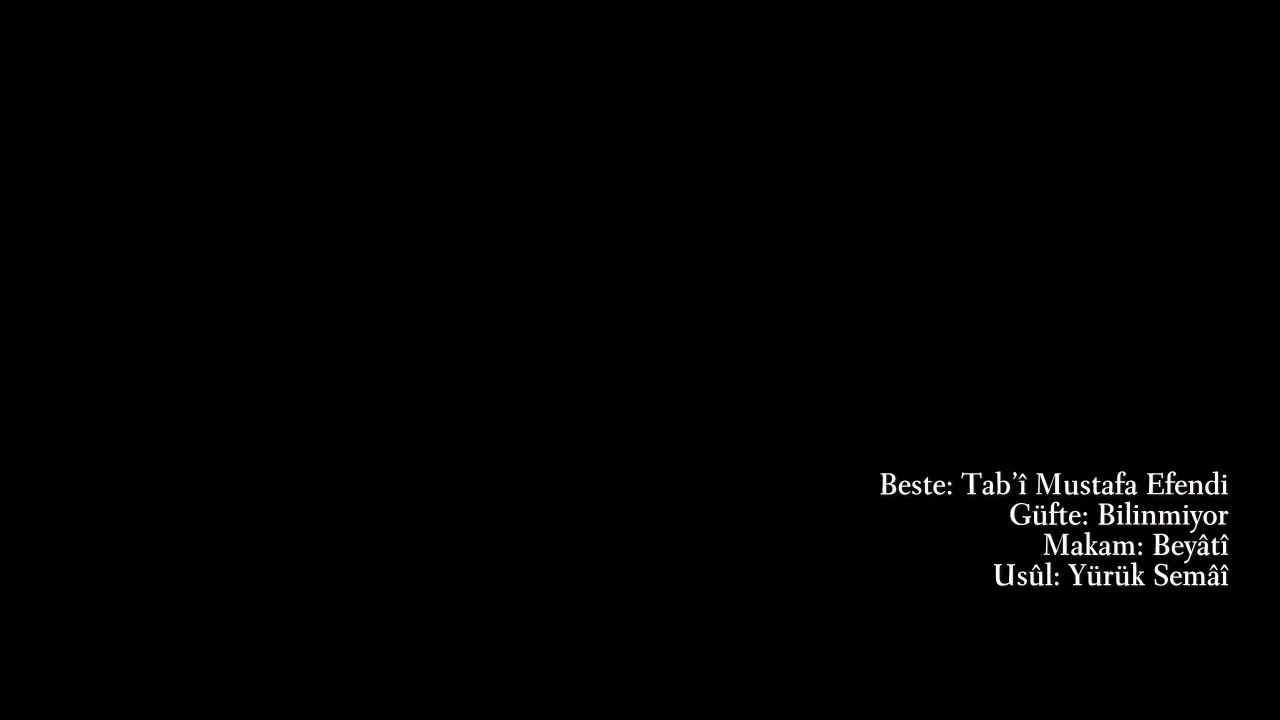 Beste: Tab’î Mustafa Efendi
Güfte: Bilinmiyor
Makam: Beyâtî
Usûl: Yürük Semâî